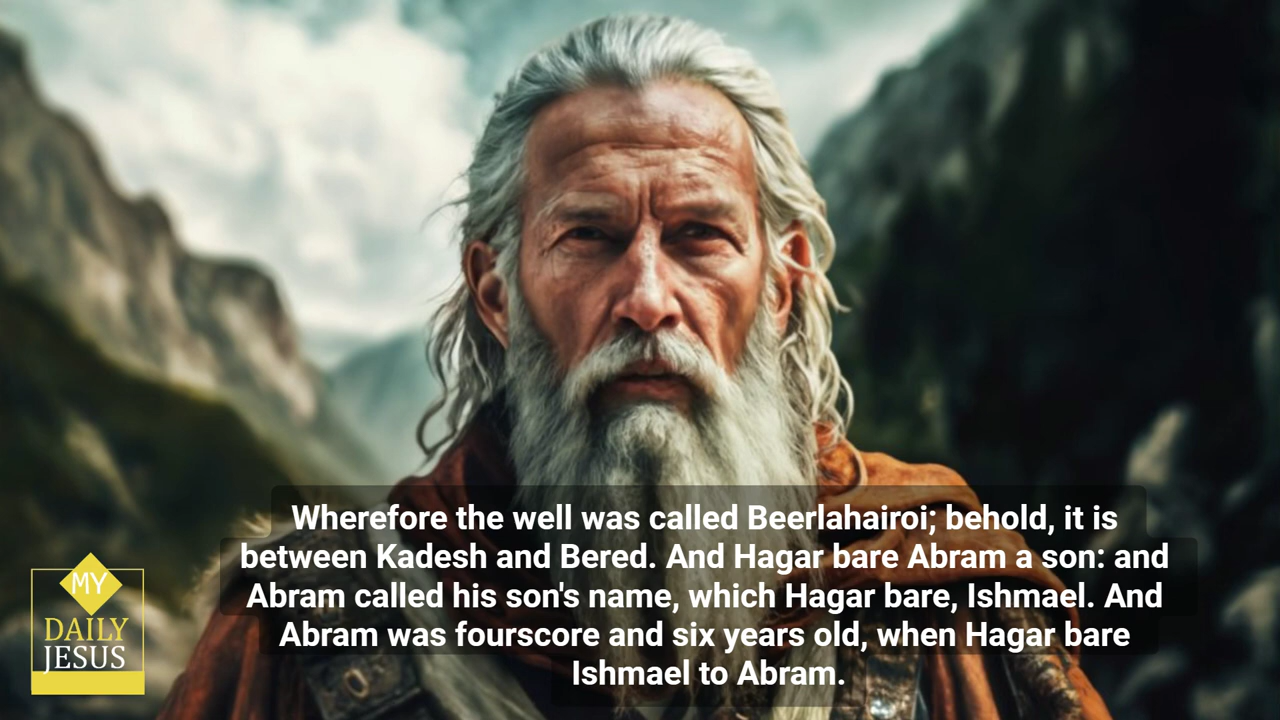 Wherefore the well was called Beerlahairoi; behold, it is
between Kadesh and Bered. And Hagar bare Abram a son: and
Abram called his son's name, which Hagar bare, Ishmael. And
Abram was fourscore and six years old, when Hagar bare
Ishmael to Abram.
MY
DAILY
JESUS